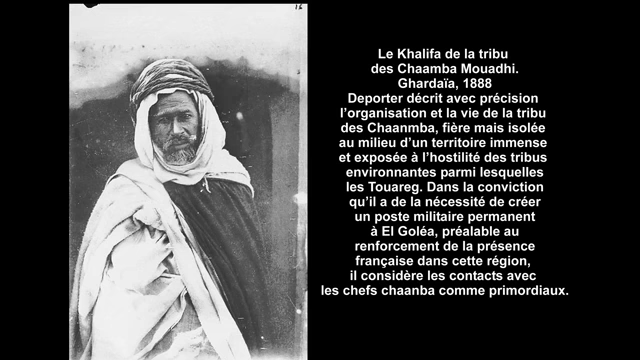 16
Le Khalifa de la tribu
des Chaamba Mouadhi.
Ghardaïa, 1888
Deporter décrit avec précision
l’organisation et la vie de la tribu
des Chaanmba, fière mais isolée
au milieu d’un territoire immense
et exposée à l’hostilité des tribus
environnantes parmi lesquelles
les Touareg. Dans la conviction
qu’il a de la nécessité de créer
un poste militaire permanent
à El Goléa, préalable au
renforcement de la présence
française dans cette région,
il considère les contacts avec
les chefs chaanba comme primordiaux.